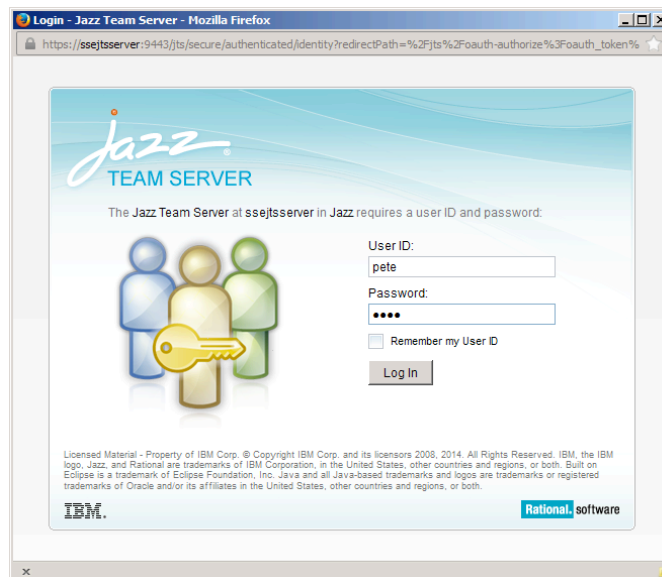 Login - Jazz Team Server - Mozilla Firefox
https://ssejtsserver:9443/jts/secure/authenticated/identity?redirectPath=%2Fjts%2Foauth-authorize%3Foauth_token%
jazz
TEAM SERVER
The Jazz Team Server at ssejtsserver in Jazz requires a user ID and password:
User ID:
pete
Password:
••••
Remember my User ID
Log In
Licensed Material - Property of IBM Corp. © Copyright IBM Corp. and its licensors 2008, 2014. All Rights Reserved. IBM, the IBM
logo, Jazz, and Rational are trademarks of IBM Corporation, in the United States, other countries and regions, or both. Built on
Eclipse is a trademark of Eclipse Foundation, Inc. Java and all Java-based trademarks and logos are trademarks or registered
trademarks of Oracle and/or its affiliates in the United States, other countries and regions, or both.
IBM.
Rational. software
x